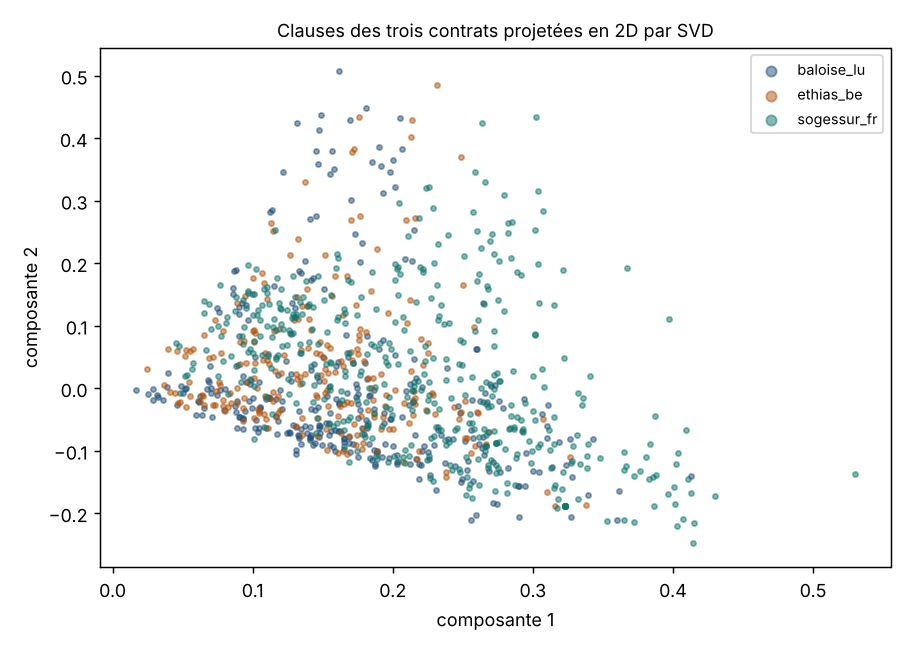 Clauses des trois contrats projetées en 2D par SVD
baloise_lu
ethias_be
sogessur_fr
composante 2
0.5
0.4
0.3
0.2
0.1
0.0
−0.1
−0.2
0.0 0.1 0.2 0.3 0.4 0.5
composante 1